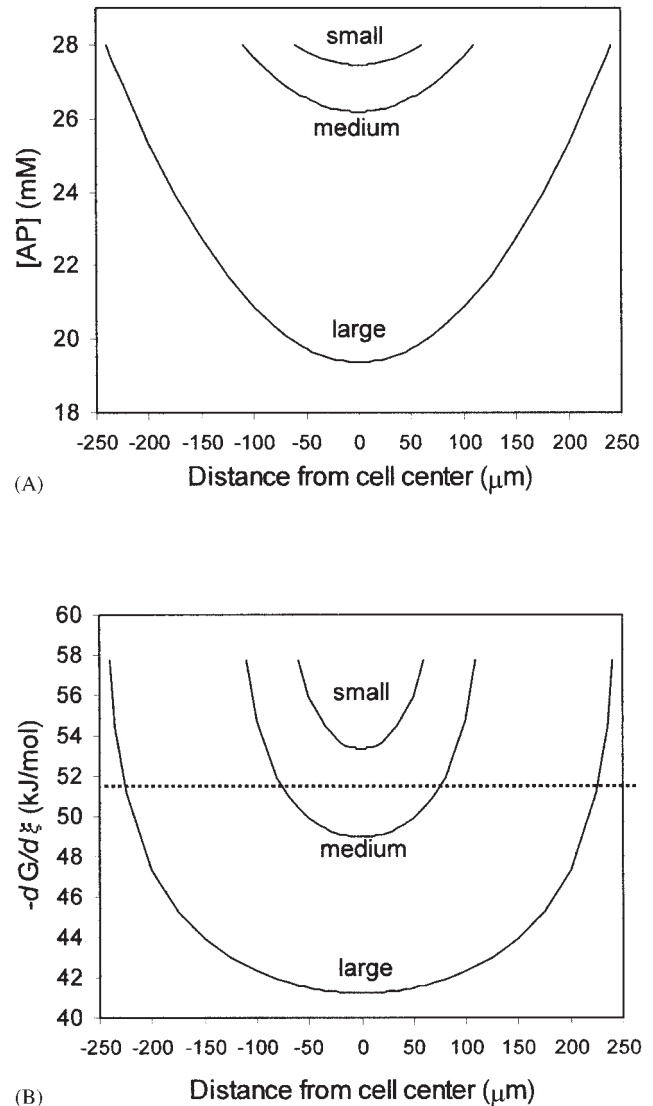 28
26
24
22
20
18
[AP] (mM)
small
medium
large
-250 -200 -150 -100 -50 0 50 100 150 200 250
Distance from cell center (μm)
(A)
60
58
56
54
52
50
48
46
44
42
40
-dG/dξ (kJ/mol)
small
medium
large
-250 -200 -150 -100 -50 0 50 100 150 200 250
Distance from cell center (μm)
(B)